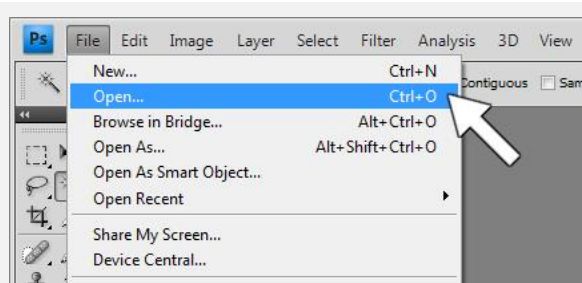 Ps File Edit Image Layer Select Filter Analysis 3D View
New... Ctrl+N
Contiguous Sam
Open... Ctrl+O
Browse in Bridge... Alt+Ctrl+O
Open As... Alt+Shift+Ctrl+O
Open As Smart Object...
Open Recent
Share My Screen...
Device Central...